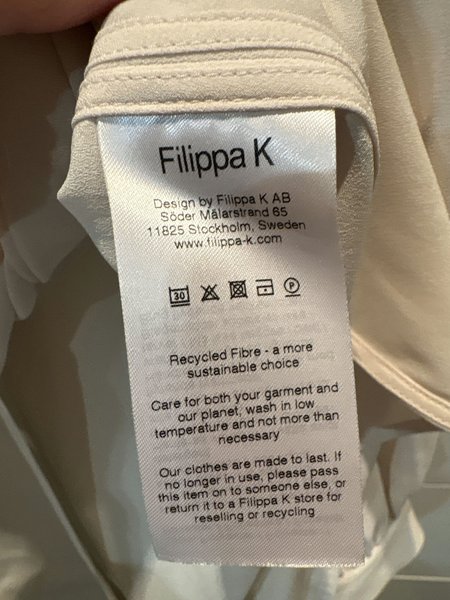 Filippa K
Design by Filippa K AB
Söder Mälarstrand 65
11825 Stockholm, Sweden
www.filippa-k.com
30 P
Recycled Fibre - a more
sustainable choice
Care for both your garment and
our planet, wash in low
temperature and not more than
necessary
Our clothes are made to last. If
no longer in use, please pass
this item on to someone else, or
return it to a Filippa K store for
reselling or recycling